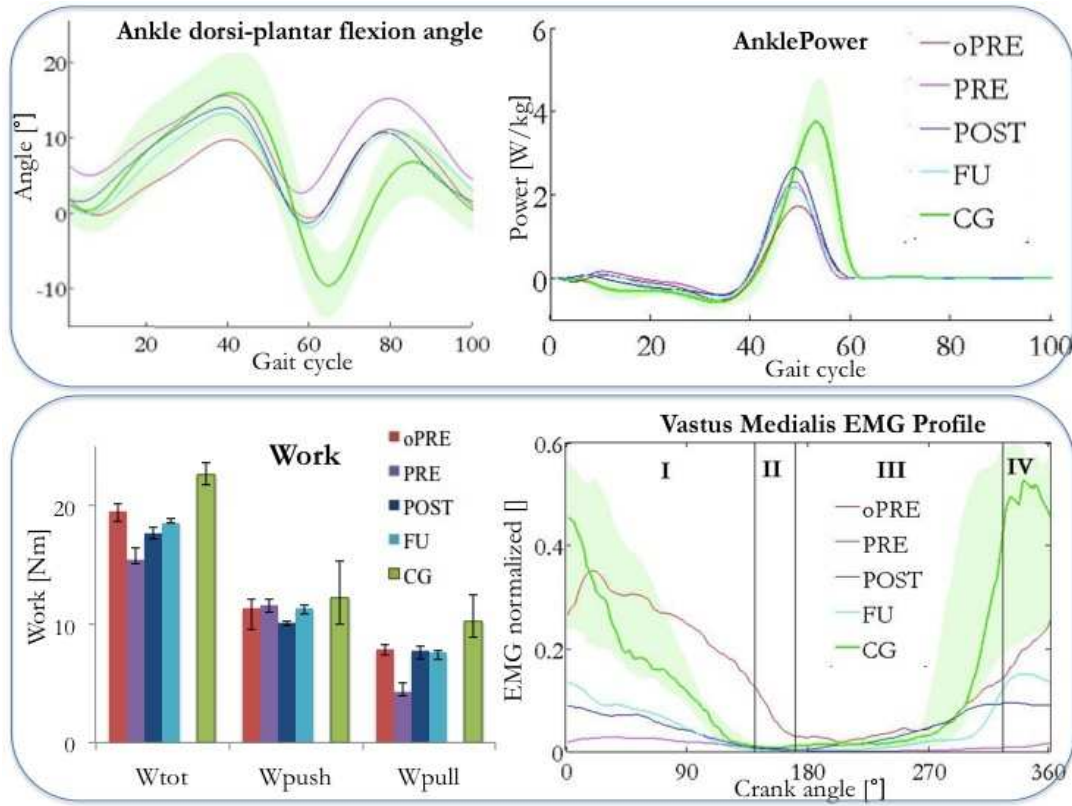 Ankle dorsi-plantar flexion angle
Angle [°]
20
10
0
-10
20
40
60
80
100
Gait cycle
AnklePower
Power [W/kg]
6
4
2
0
0
20
40
60
80
100
Gait cycle
oPRE
PRE
POST
FU
CG
Work
Work [Nm]
20
10
0
Wtot
Wpush
Wpull
oPRE
PRE
POST
FU
CG
Vastus Medialis EMG Profile
EMG normalized []
0.6
0.4
0.2
0
I
II
III
IV
oPRE
PRE
POST
FU
CG
0
90
180
270
360
Crank angle [°]